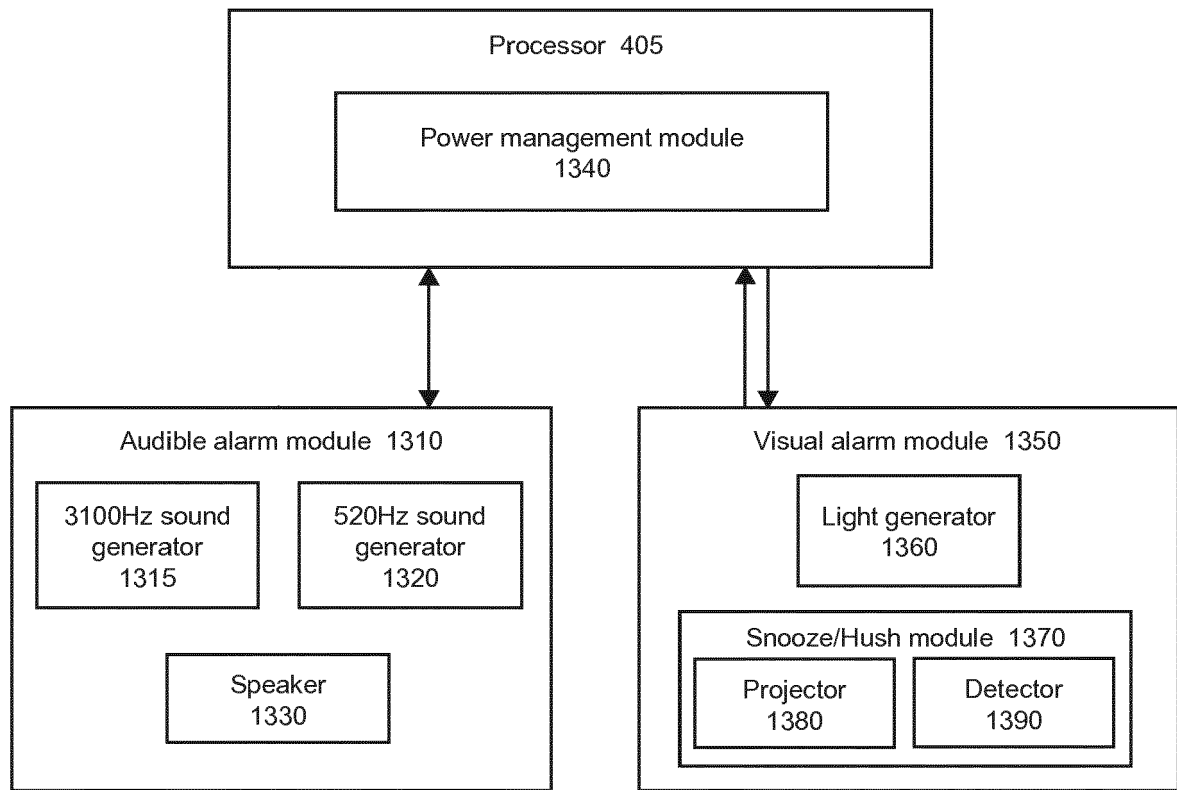 Processor 405
Power management module
1340
Audible alarm module 1310
3100Hz sound
generator
1315
520Hz sound
generator
1320
Speaker
1330
Visual alarm module 1350
Light generator
1360
Snooze/Hush module 1370
Projector
1380
Detector
1390